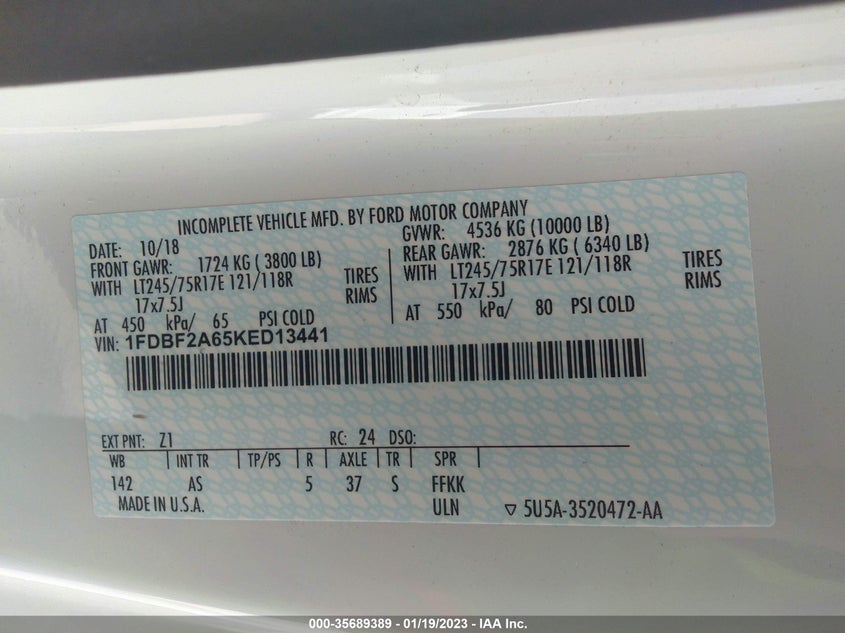 INCOMPLETE VEHICLE MFD. BY FORD MOTOR COMPANY
DATE: 10/18
FRONT GAWR: 1724 KG ( 3800 LB)
WITH LT245/75R17E 121/118R TIRES
17x7.5J RIMS
AT 450 kPa/ 65 PSI COLD
GVWR: 4536 KG (10000 LB)
REAR GAWR: 2876 KG ( 6340 LB)
WITH LT245/75R17E 121/118R TIRES
17x7.5J RIMS
AT 550 kPa/ 80 PSI COLD
VIN: 1FDBF2A65KED13441
EXT PNT: Z1 RC: 24 DSO:
WB INT TR TP/PS R AXLE TR SPR
142 AS 5 37 S FFKK
MADE IN U.S.A. ULN ▽ 5U5A-3520472-AA
000-35689389 - 01/19/2023 - IAA Inc.